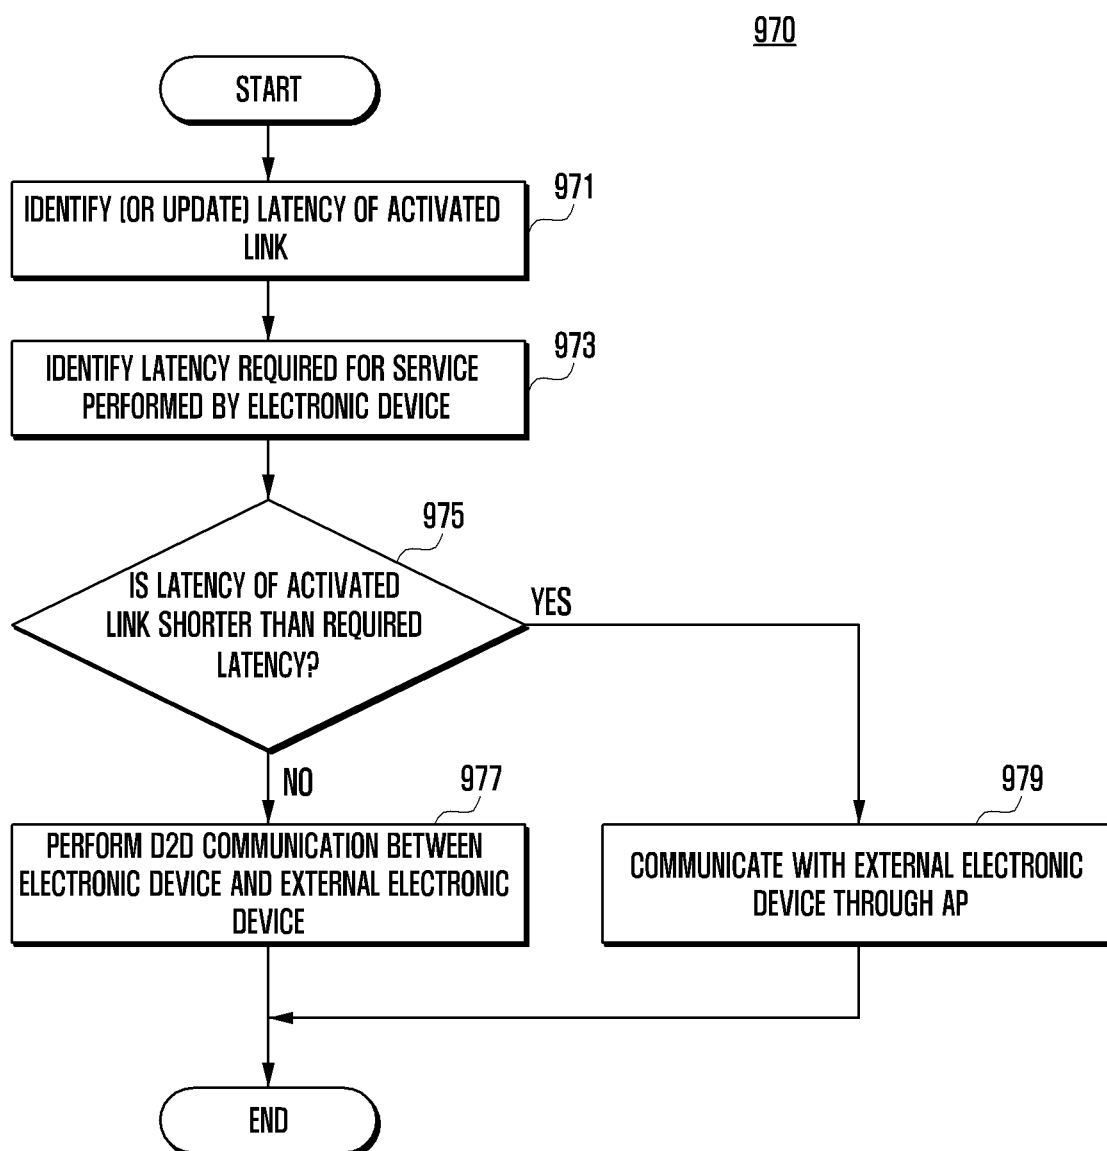 970
START
971
IDENTIFY (OR UPDATE) LATENCY OF ACTIVATED
LINK
973
IDENTIFY LATENCY REQUIRED FOR SERVICE
PERFORMED BY ELECTRONIC DEVICE
975
IS LATENCY OF ACTIVATED
LINK SHORTER THAN REQUIRED
LATENCY?
YES
NO
977
PERFORM D2D COMMUNICATION BETWEEN
ELECTRONIC DEVICE AND EXTERNAL ELECTRONIC
DEVICE
979
COMMUNICATE WITH EXTERNAL ELECTRONIC
DEVICE THROUGH AP
END